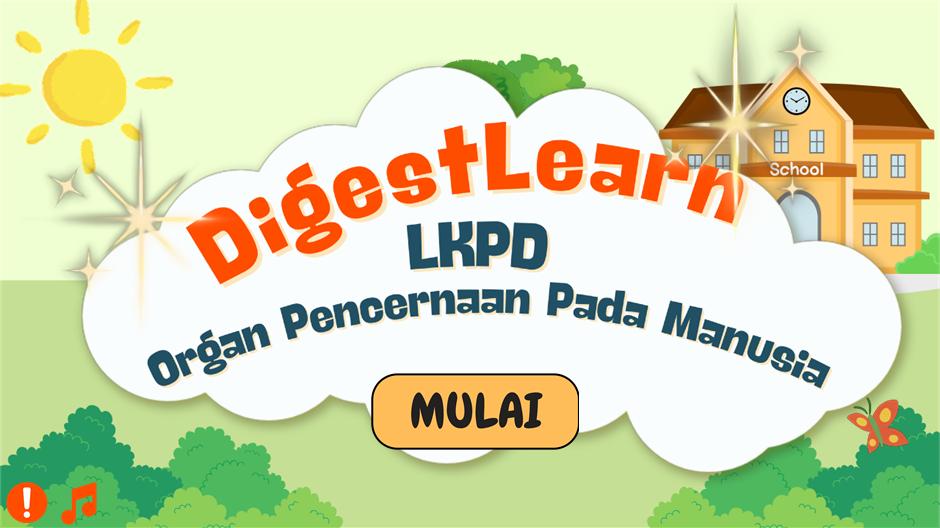 DigestLearn
School
LKPD
Organ Pencernaan Pada Manusia
MULAI
!